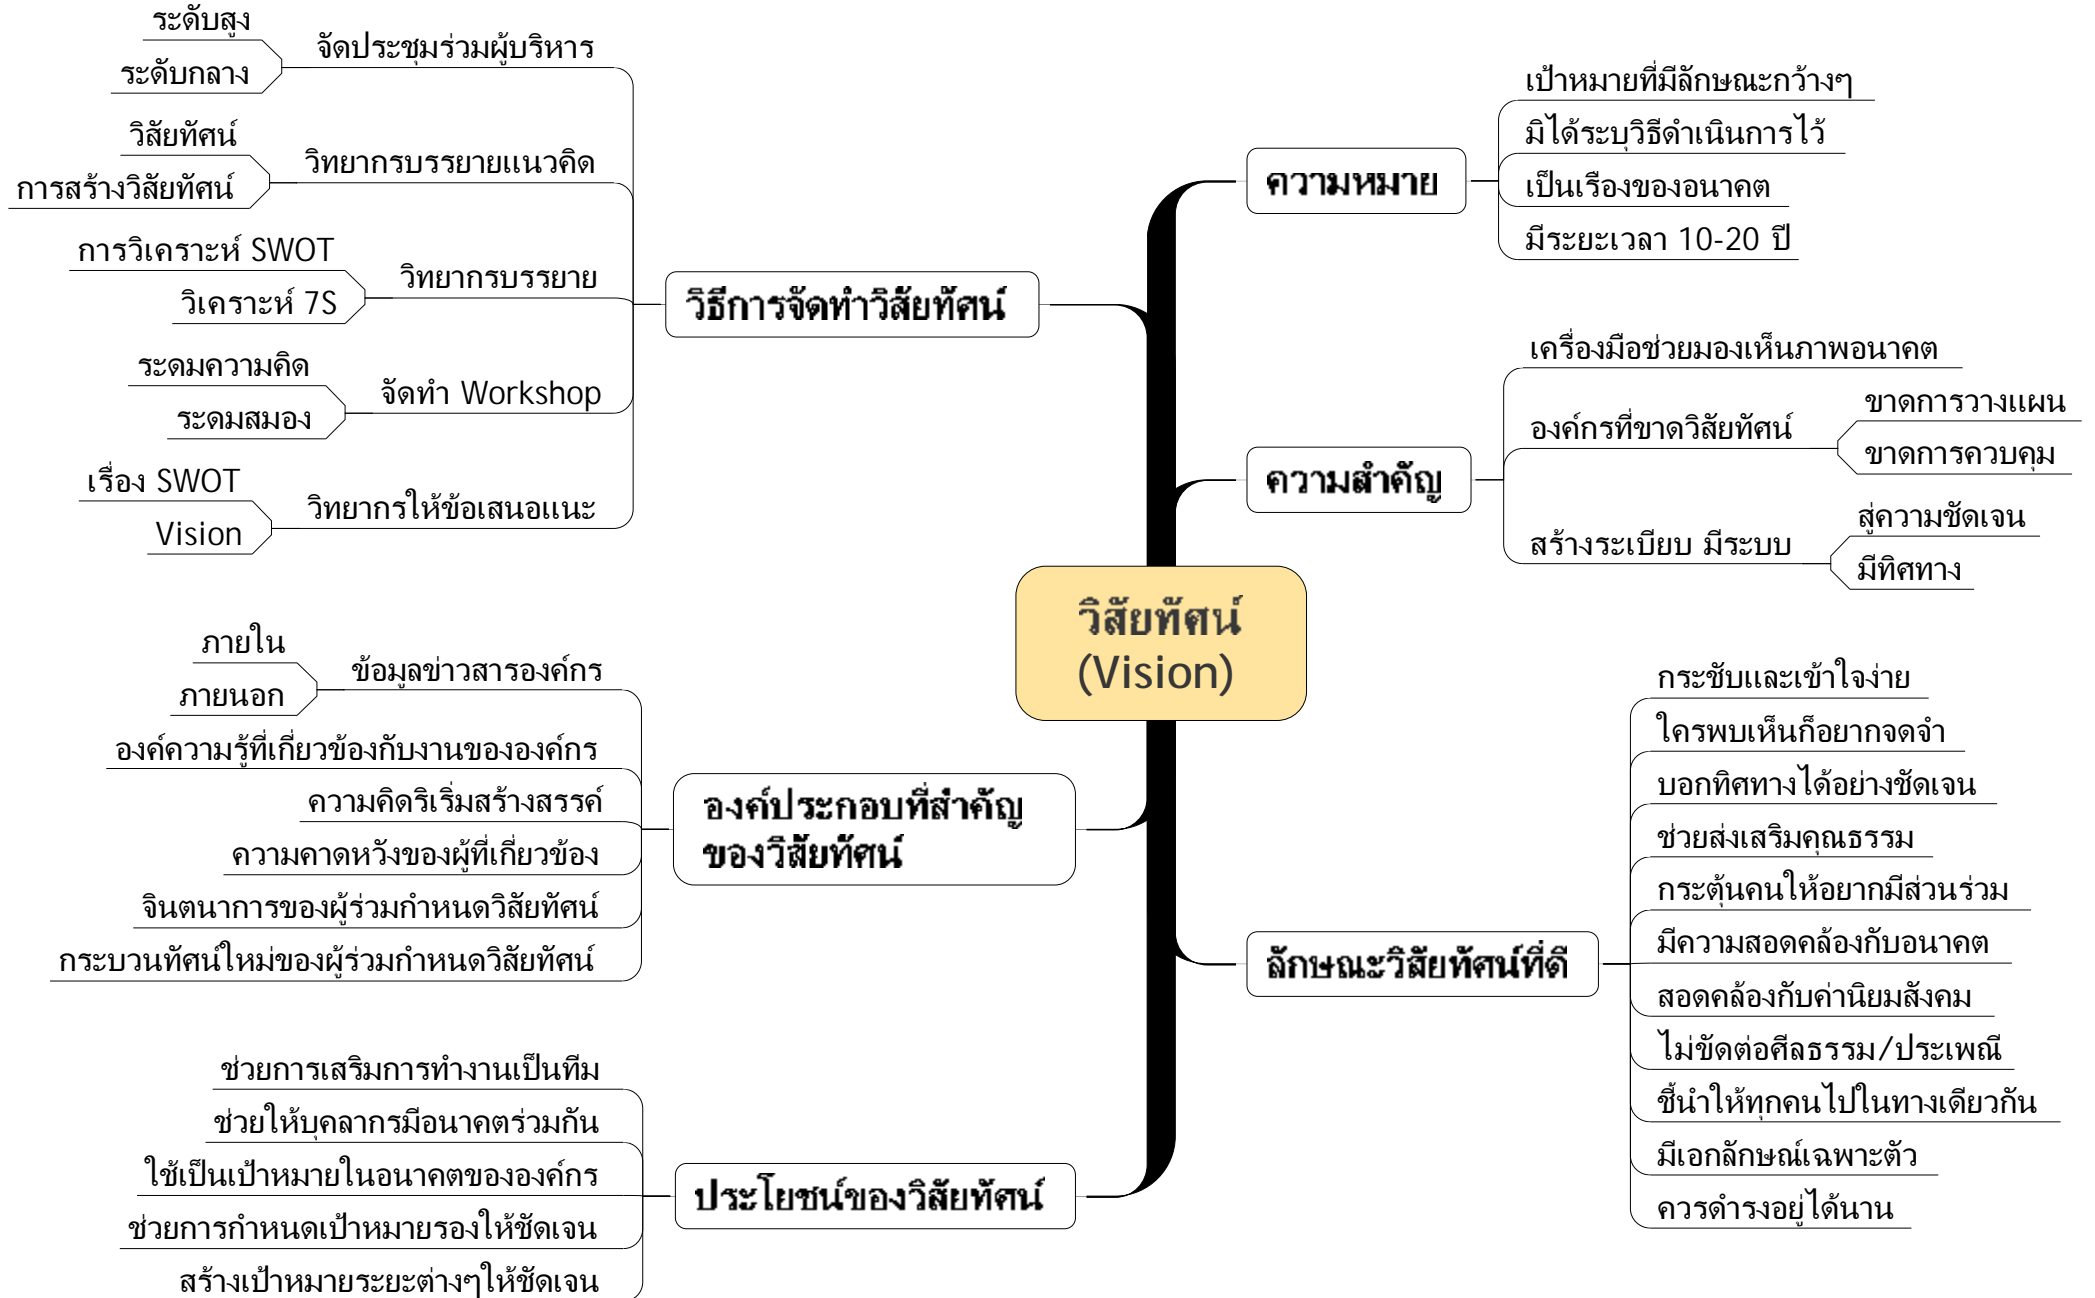 วิสัยทัศน์
(Vision)
ความหมาย
เป้าหมายที่มีลักษณะกว้างๆ
มิได้ระบุวิธีดำเนินการไว้
เป็นเรืองของอนาคต
มีระยะเวลา 10-20 ปี
ความสำคัญ
เครื่องมือช่วยมองเห็นภาพอนาคต
องค์กรที่ขาดวิสัยทัศน์
ขาดการวางแผน
ขาดการควบคุม
สร้างระเบียบ มีระบบ
สู่ความชัดเจน
มีทิศทาง
ลักษณะวิสัยทัศน์ที่ดี
กระชับและเข้าใจง่าย
ใครพบเห็นก็อยากจดจำ
บอกทิศทางได้อย่างชัดเจน
ช่วยส่งเสริมคุณธรรม
กระตุ้นคนให้อยากมีส่วนร่วม
มีความสอดคล้องกับอนาคต
สอดคล้องกับค่านิยมสังคม
ไม่ขัดต่อศีลธรรม/ประเพณี
ชี้นำให้ทุกคนไปในทางเดียวกัน
มีเอกลักษณ์เฉพาะตัว
ควรดำรงอยู่ได้นาน
วิธีการจัดทำวิสัยทัศน์
จัดประชุมร่วมผู้บริหาร
ระดับสูง
ระดับกลาง
วิทยากรบรรยายแนวคิด
วิสัยทัศน์
การสร้างวิสัยทัศน์
วิทยากรบรรยาย
การวิเคราะห์ SWOT
วิเคราะห์ 7S
จัดทำ Workshop
ระดมความคิด
ระดมสมอง
วิทยากรให้ข้อเสนอแนะ
เรื่อง SWOT
Vision
องค์ประกอบที่สำคัญ
ของวิสัยทัศน์
ข้อมูลข่าวสารองค์กร
ภายใน
ภายนอก
องค์ความรู้ที่เกี่ยวข้องกับงานขององค์กร
ความคิดริเริ่มสร้างสรรค์
ความคาดหวังของผู้ที่เกี่ยวข้อง
จินตนาการของผู้ร่วมกำหนดวิสัยทัศน์
กระบวนทัศน์ใหม่ของผู้ร่วมกำหนดวิสัยทัศน์
ประโยชน์ของวิสัยทัศน์
ช่วยการเสริมการทำงานเป็นทีม
ช่วยให้บุคลากรมีอนาคตร่วมกัน
ใช้เป็นเป้าหมายในอนาคตขององค์กร
ช่วยการกำหนดเป้าหมายรองให้ชัดเจน
สร้างเป้าหมายระยะต่างๆให้ชัดเจน